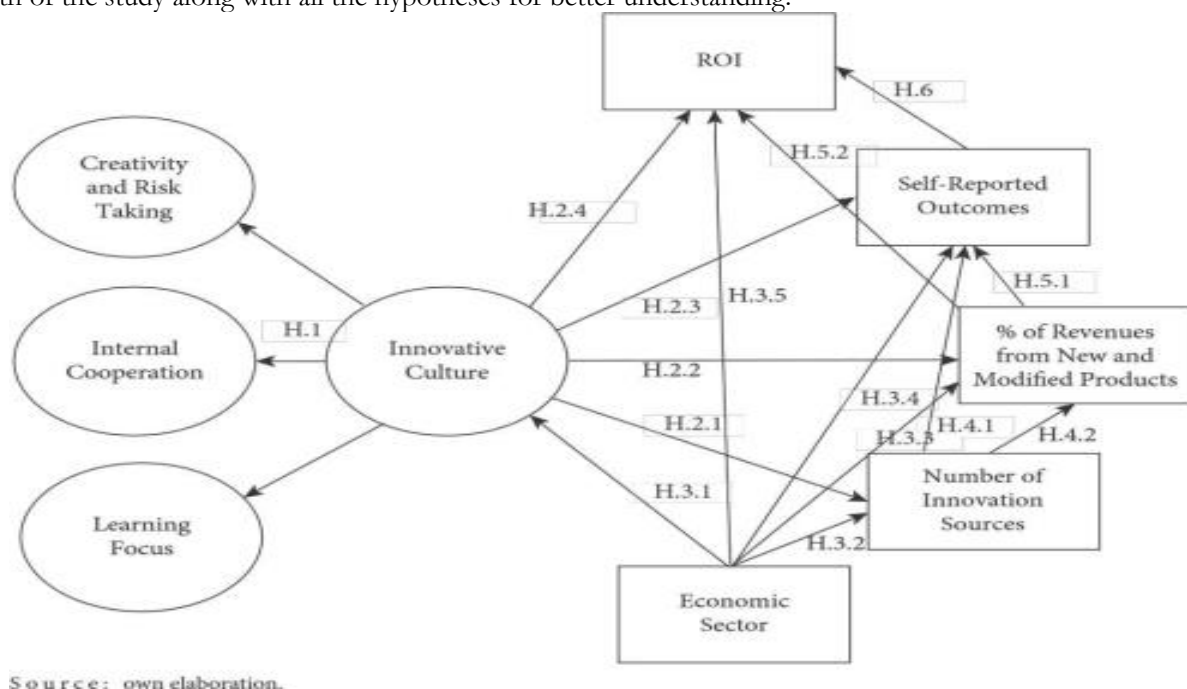 th of the study along with all the hypotheses for better understanding.
ROI
H.6
Creativity
and Risk
Taking
H.5.2
Self-Reported
Outcomes
H.2.4
H.5.1
H.2.3
H.3.5
H.1
Internal
Cooperation
Innovative
Culture
% of Revenues
from New and
Modified Products
H.2.2
H.3.4
H.2.1
H.4.1
H.3.3
H.4.2
H.3.1
Number of
Innovation
Sources
Learning
Focus
H.3.2
Economic
Sector
Source: own elaboration.